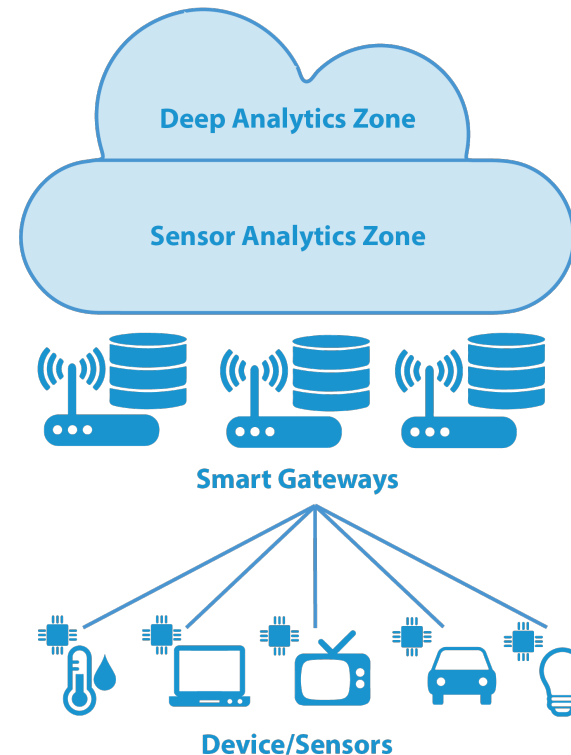 Deep Analytics Zone
Sensor Analytics Zone
Smart Gateways
Device/Sensors